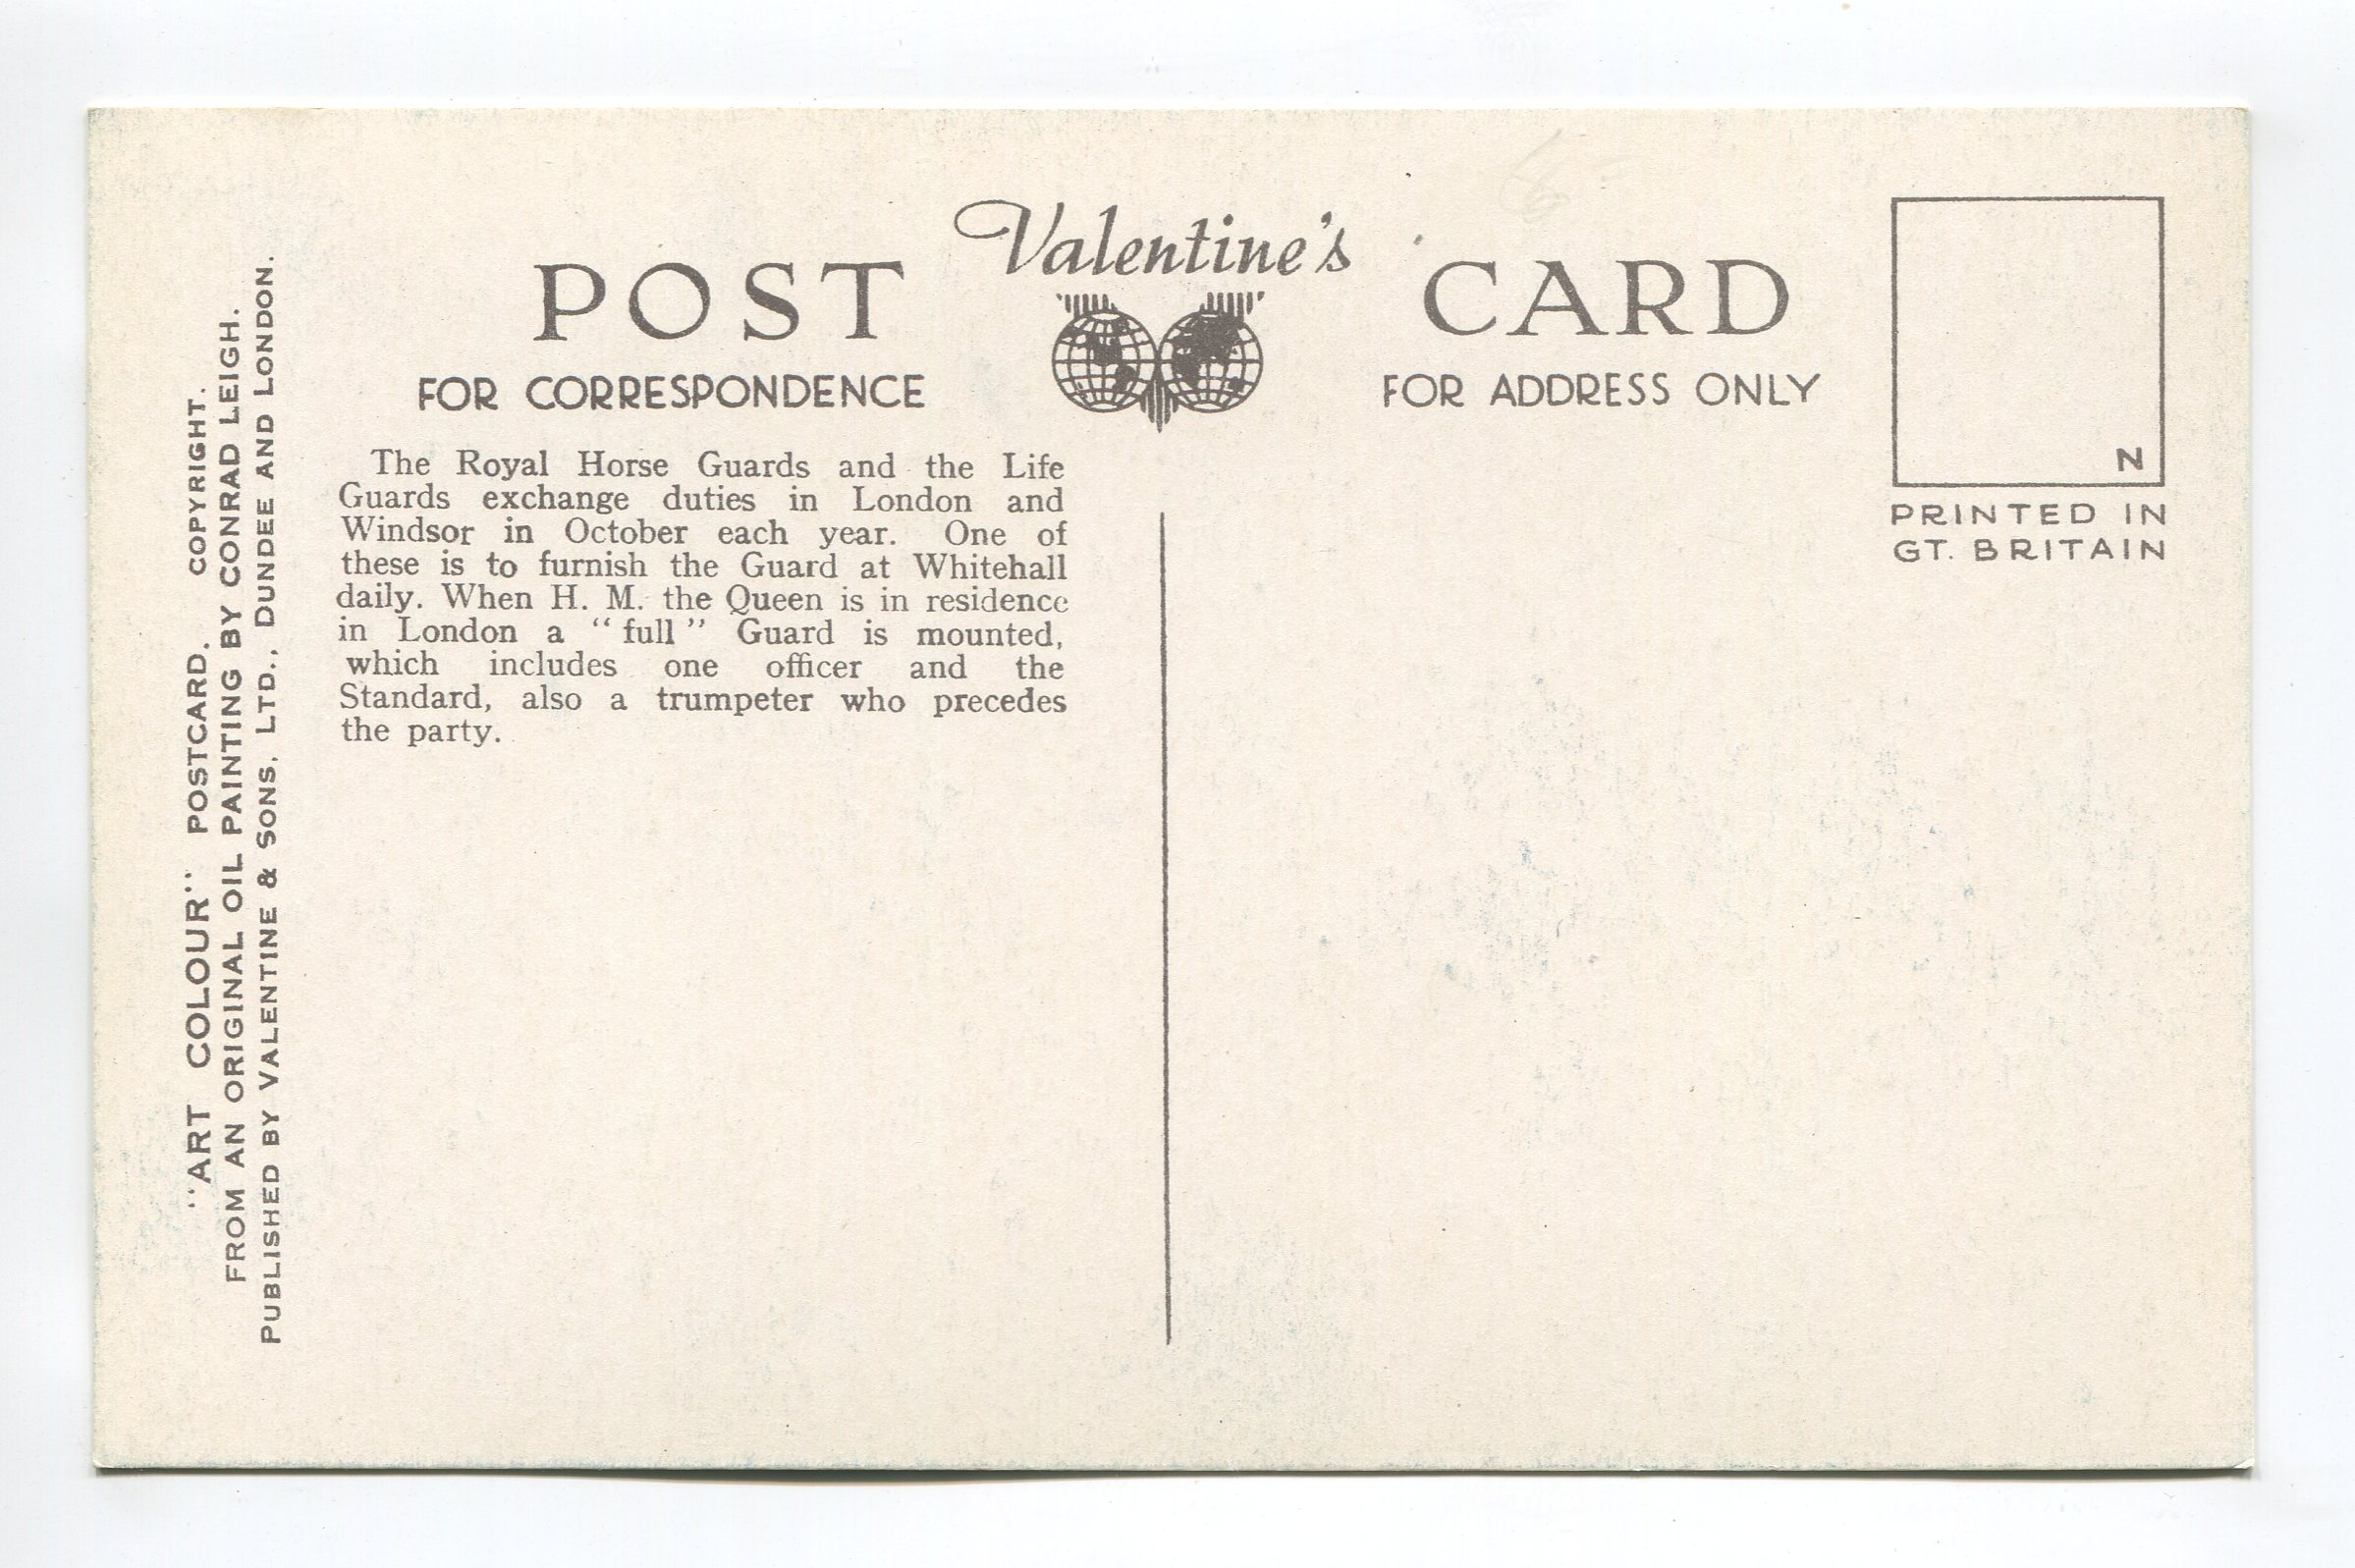 Valentine's
POST CARD
FOR CORRESPONDENCE
FOR ADDRESS ONLY
N
PRINTED IN
GT. BRITAIN
The Royal Horse Guards and the Life
Guards exchange duties in London and
Windsor in October each year. One of
these is to furnish the Guard at Whitehall
daily. When H. M. the Queen is in residence
in London a “ full ” Guard is mounted,
which includes one officer and the
Standard, also a trumpeter who precedes
the party.
"ART COLOUR" POSTCARD. COPYRIGHT.
FROM AN ORIGINAL OIL PAINTING BY CONRAD LEIGH.
PUBLISHED BY VALENTINE & SONS, LTD., DUNDEE AND LONDON.